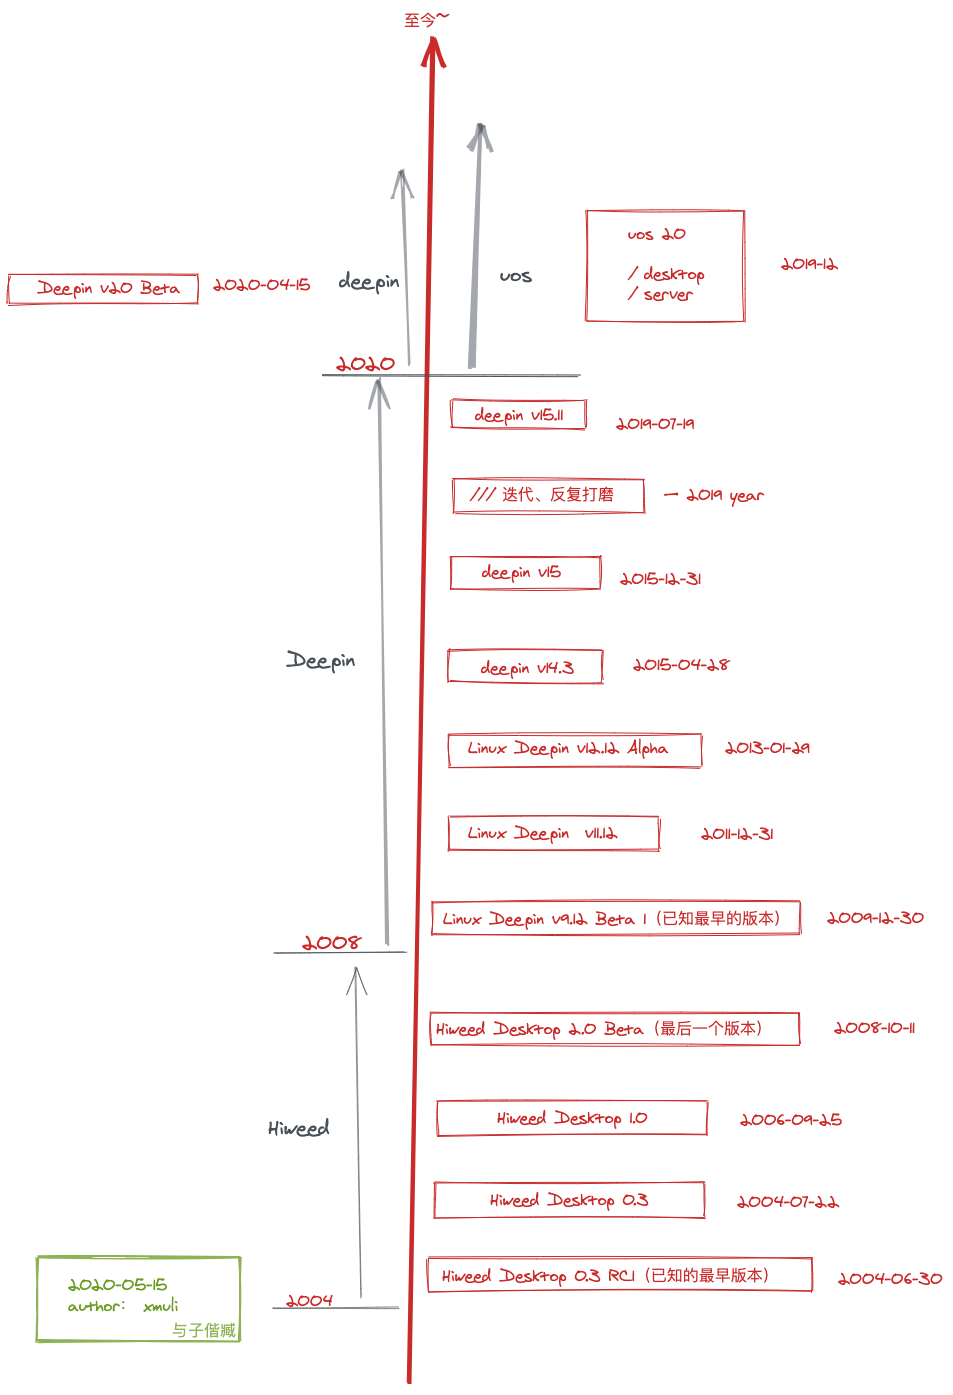 至今~
uos 2.0
/ desktop
/ server
2019-12
deepin
uos
Deepin v20 Beta
2020-04-15
2020
deepin v15.11
2019-07-19
/// 迭代、反复打磨
— 2019 year
deepin v15
2015-12-31
Deepin
deepin v14.3
2015-04-28
Linux Deepin v12.12 Alpha
2013-01-29
Linux Deepin v11.12
2011-12-31
Linux Deepin v9.12 Beta 1（已知最早的版本）
2009-12-30
2008
Hiweed Desktop 2.0 Beta（最后一个版本）
2008-10-11
Hiweed
Hiweed Desktop 1.0
2006-09-25
Hiweed Desktop 0.3
2004-07-22
Hiweed Desktop 0.3 RC1（已知的最早版本）
2004-06-30
2004
2020-05-15
author: xmuli
与子偕臧